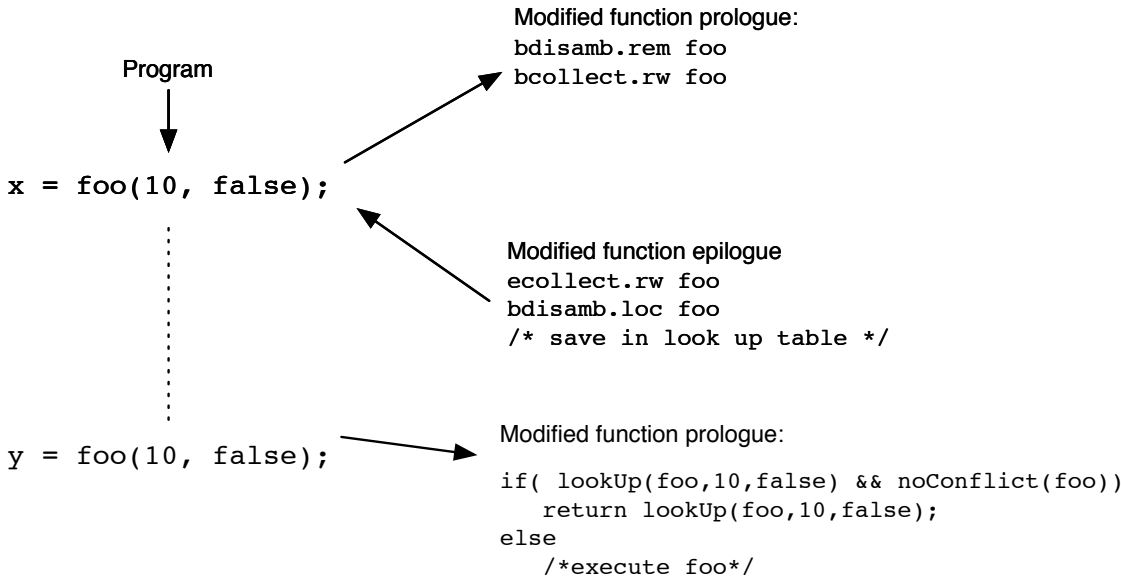 Modified function prologue:
bdisamb.rem foo
bcollect.rw foo
Program
x = foo(10, false);
Modified function epilogue
ecollect.rw foo
bdisamb.loc foo
/* save in look up table */
y = foo(10, false);
Modified function prologue:
if( lookUp(foo,10,false) && noConflict(foo))
return lookUp(foo,10,false);
else
/*execute foo*/